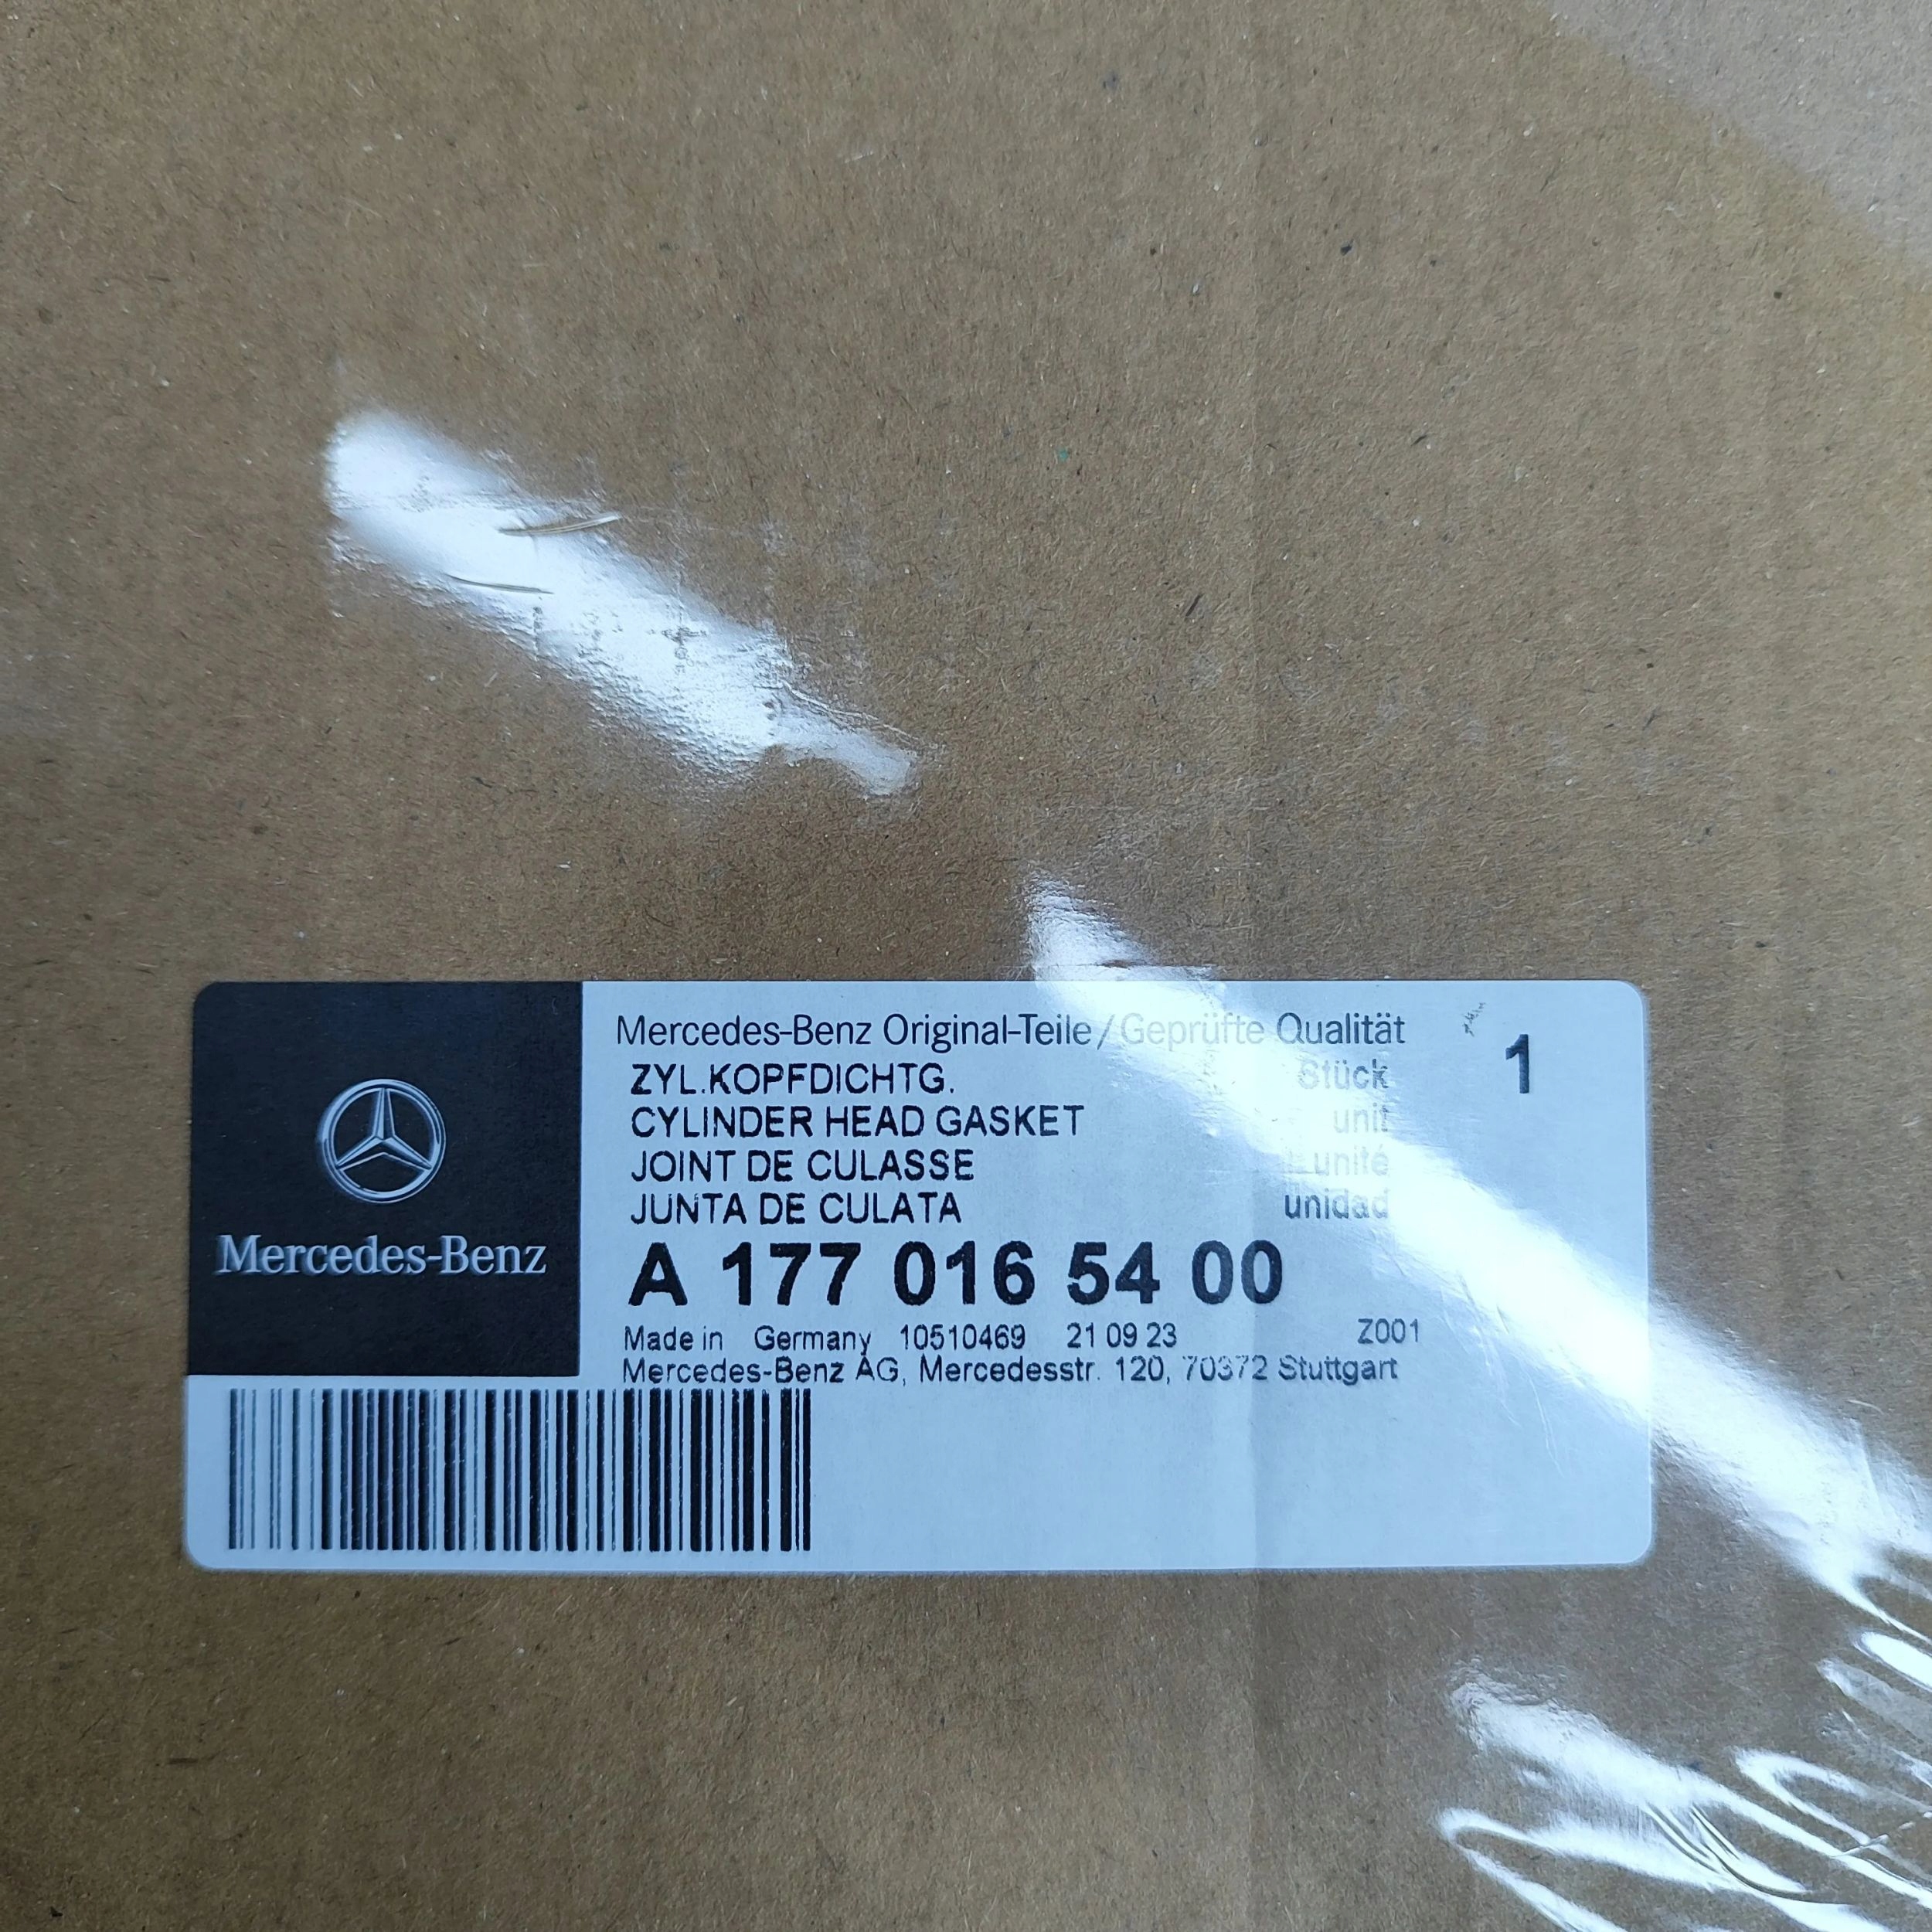 Mercedes-Benz
Mercedes-Benz Original-Teile/Geprüfte Qualität
ZYL.KOPFDICHTG. Stück 1
CYLINDER HEAD GASKET unit
JOINT DE CULASSE unité
JUNTA DE CULATA unidad
A 177 016 54 00
Made in Germany 10510469 21 09 23 Z001
Mercedes-Benz AG, Mercedesstr. 120, 70372 Stuttgart